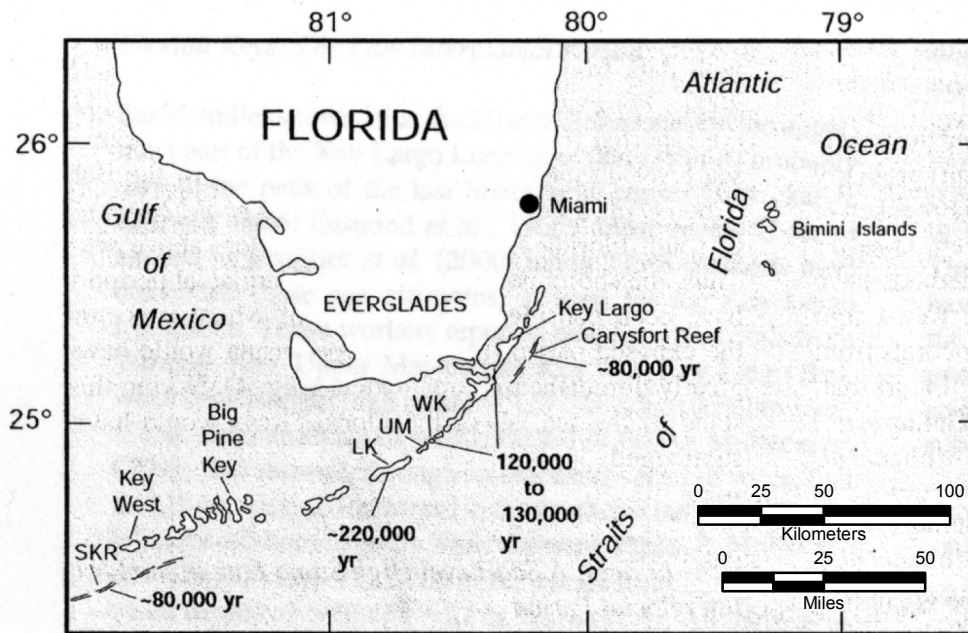 81° 80° 79°
Atlantic
Ocean
26°
FLORIDA
Gulf
of
Mexico
Miami
Florida
Bimini Islands
EVERGLADES
Key Largo
Carysfort Reef
~80,000 yr
25°
Big
Pine
Key
WK
UM
LK
of
Key
West
120,000
to
130,000
yr
~220,000
yr
Straits
SKR
~80,000 yr
0 25 50 100
Kilometers
0 25 50
Miles